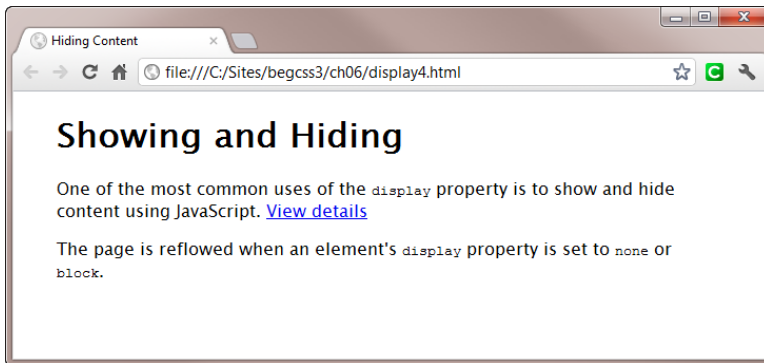 Hiding Content
file:///C:/Sites/begcss3/ch06/display4.html
Showing and Hiding
One of the most common uses of the display property is to show and hide
content using JavaScript. View details
The page is reflowed when an element's display property is set to none or
block.